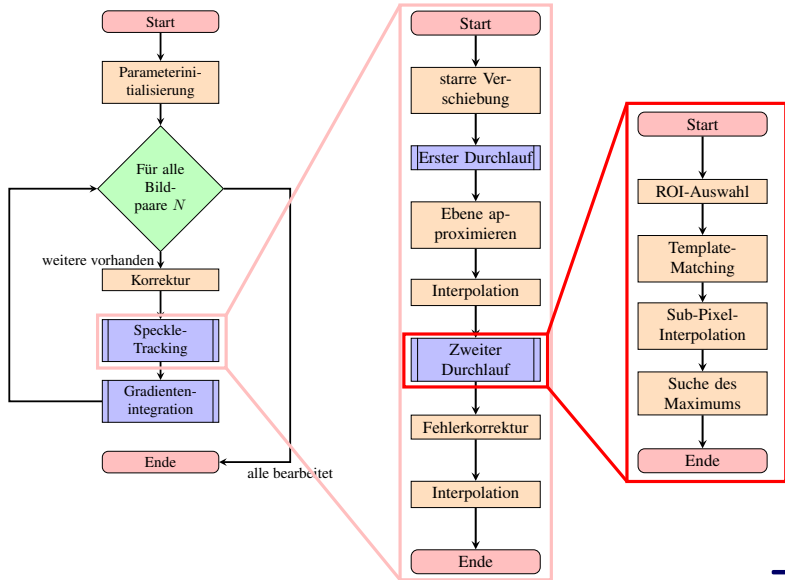 Start
Parameterini-
tialisierung
Für alle
Bild-
paare N
weitere vorhanden
Korrektur
Speckle-
Tracking
Gradienten-
integration
Ende
alle bearbeitet
Start
starre Ver-
schiebung
Erster Durchlauf
Ebene ap-
proximieren
Interpolation
Zweiter
Durchlauf
Fehlerkorrektur
Interpolation
Ende
Start
ROI-Auswahl
Template-
Matching
Sub-Pixel-
Interpolation
Suche des
Maximums
Ende